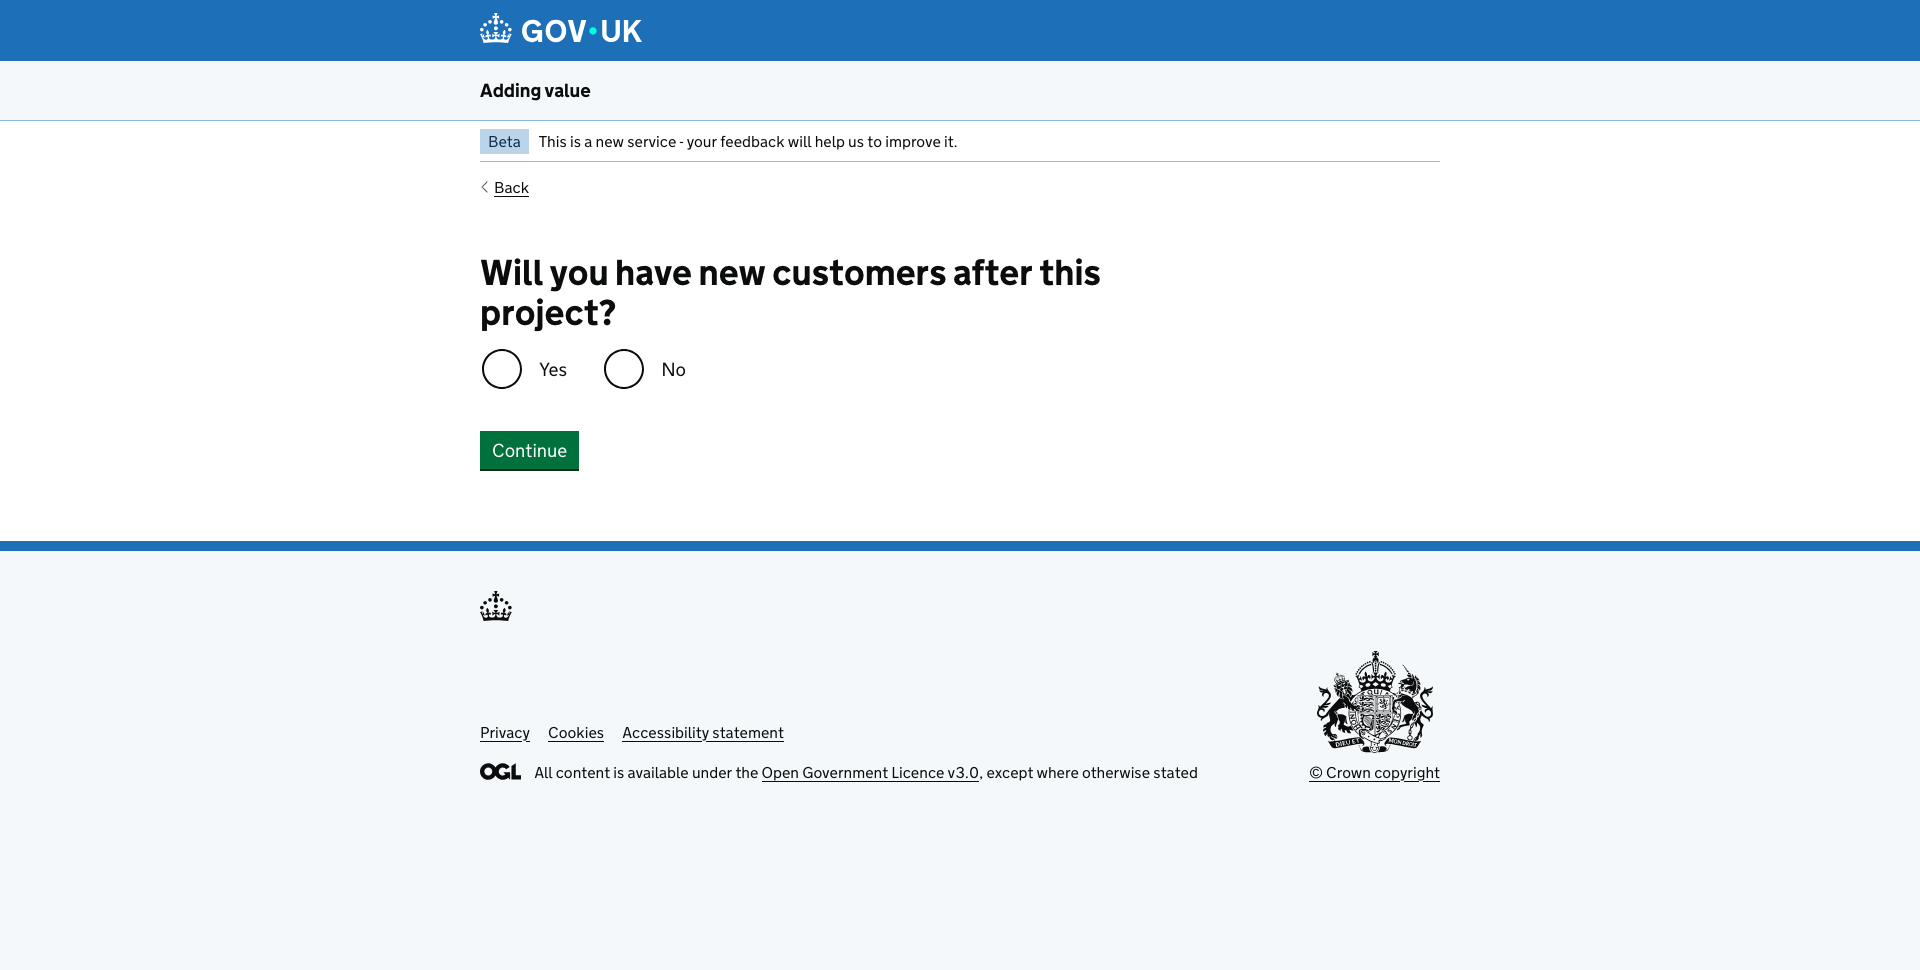 GOV•UK
Adding value
Beta This is a new service - your feedback will help us to improve it.
Back
Will you have new customers after this
project?
Yes No
Continue
Privacy Cookies Accessibility statement
OGL All content is available under the Open Government Licence v3.0, except where otherwise stated
© Crown copyright